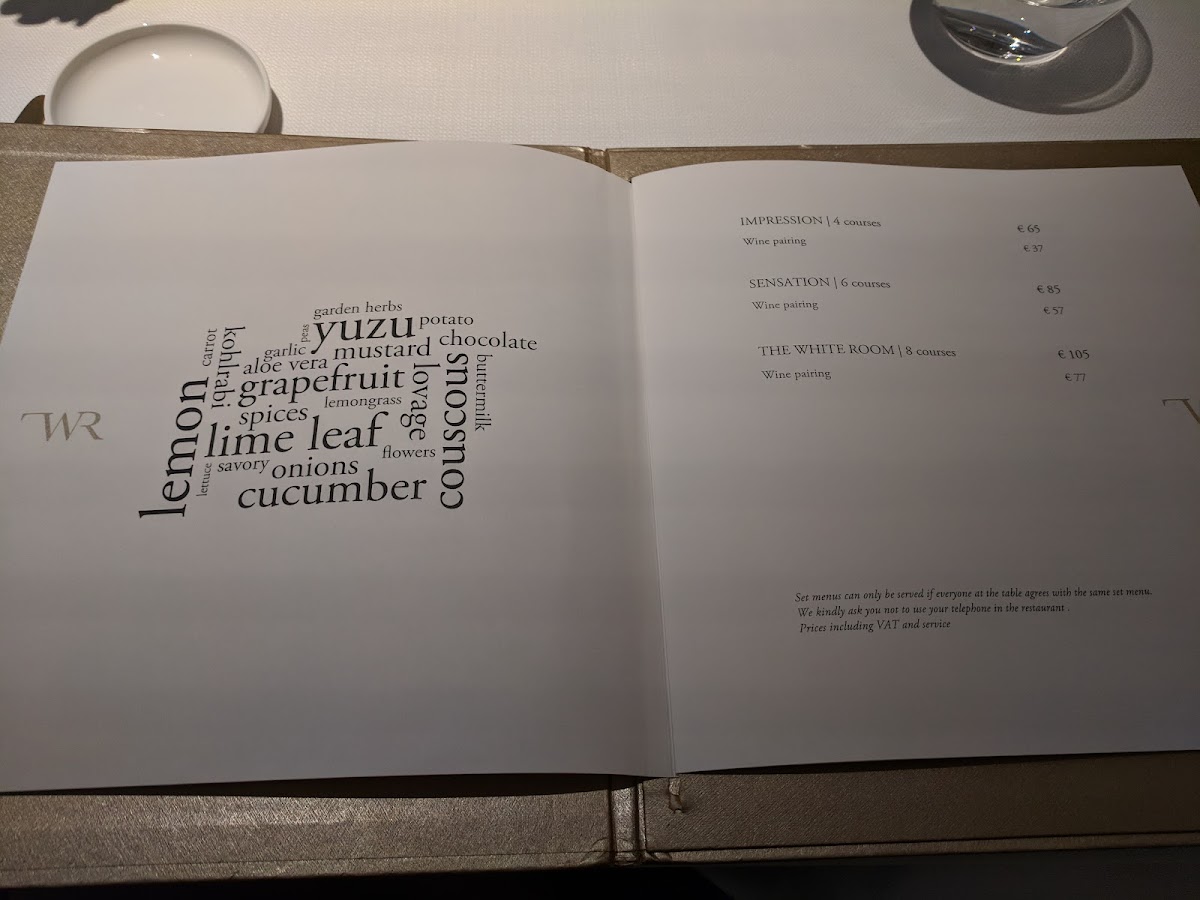 TWR
garden herbs
yuzu
potato
peas
carrot
kohlrabi
garlic
mustard
chocolate
aloe vera
grapefruit
lovage
couscous
buttermilk
lemongrass
lemon
spices
lime leaf
flowers
lettuce
savory
onions
cucumber
IMPRESSION | 4 courses € 65
Wine pairing € 37
SENSATION | 6 courses € 85
Wine pairing € 57
THE WHITE ROOM | 8 courses € 105
Wine pairing € 77
Set menus can only be served if everyone at the table agrees with the same set menu.
We kindly ask you not to use your telephone in the restaurant .
Prices including VAT and service